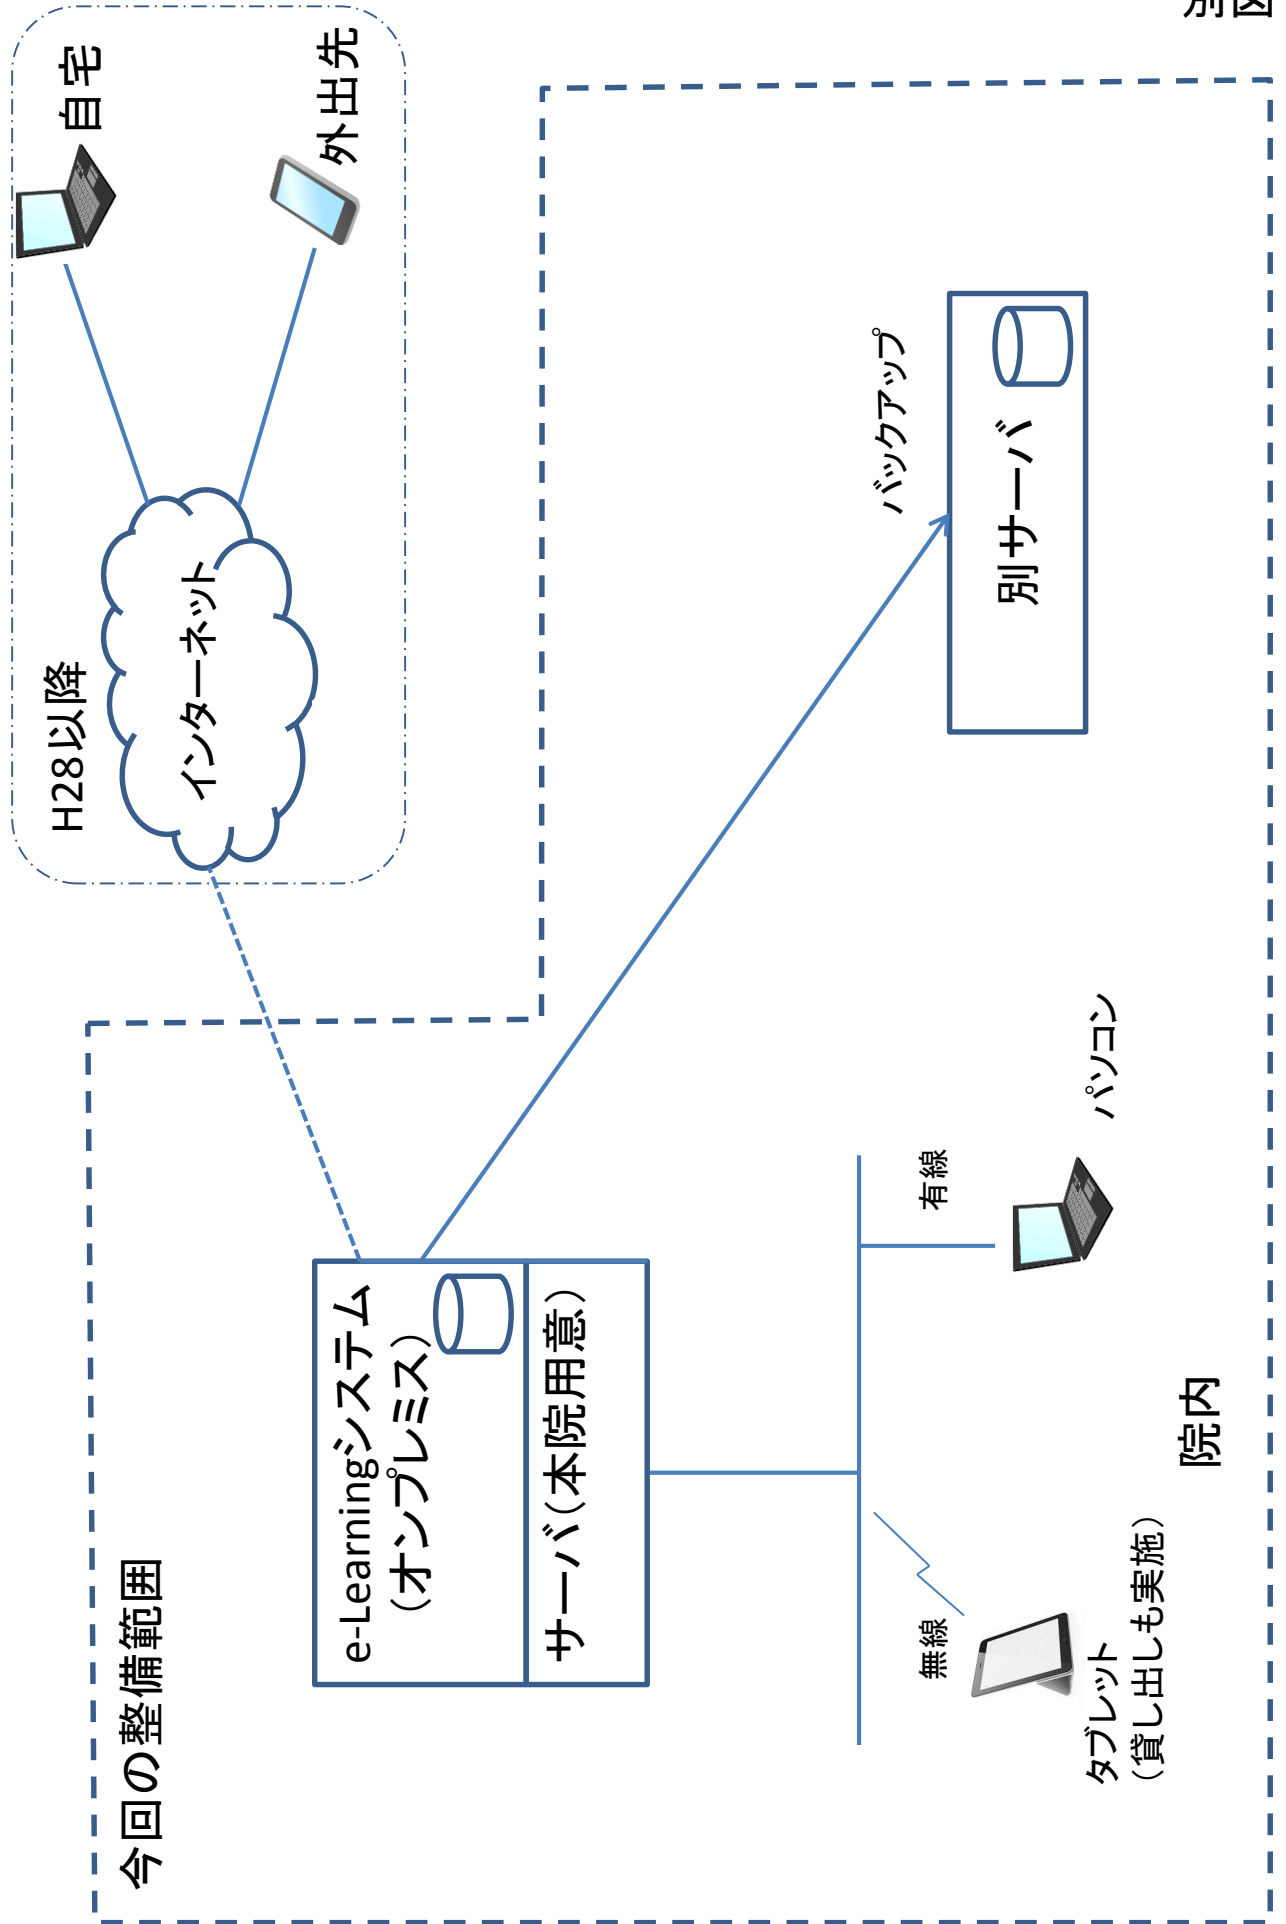 別図
今回の整備範囲
H28以降
自宅
インターネット
外出先
e-Learningシステム
(オンプレミス)
サーバ(本院用意)
バックアップ
別サーバ
無線
有線
タブレット
(貸し出しも実施)
パソコン
院内